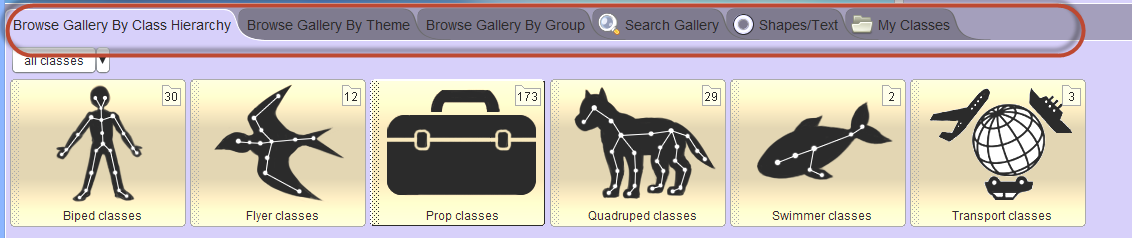 Browse Gallery By Class Hierarchy Browse Gallery By Theme Browse Gallery By Group Search Gallery Shapes/Text My Classes
all classes
30 12 173 29 2 3
Biped classes Flyer classes Prop classes Quadruped classes Swimmer classes Transport classes